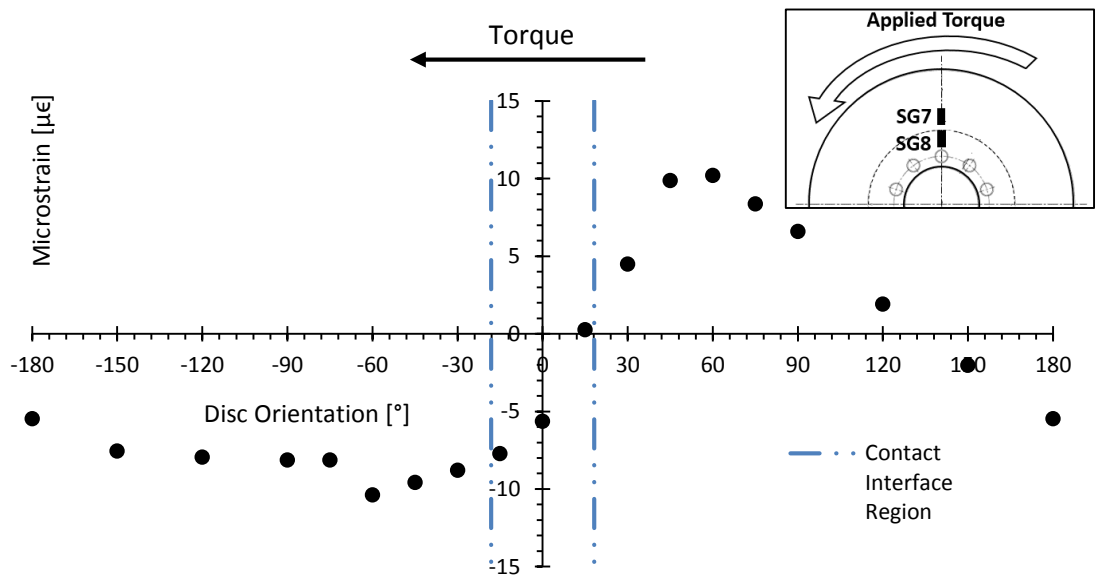 Torque
Applied Torque
SG7
SG8
Microstrain [μϵ]
15
10
5
0
-180 -150 -120 -90 -60 -30 0 30 60 90 120 150 180
Disc Orientation [°]
-5
-10
-15
Contact
Interface
Region